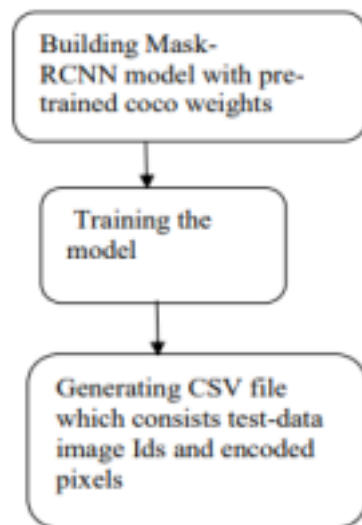 Building Mask-
RCNN model with pre-
trained coco weights
Training the
model
Generating CSV file
which consists test-data
image Ids and encoded
pixels